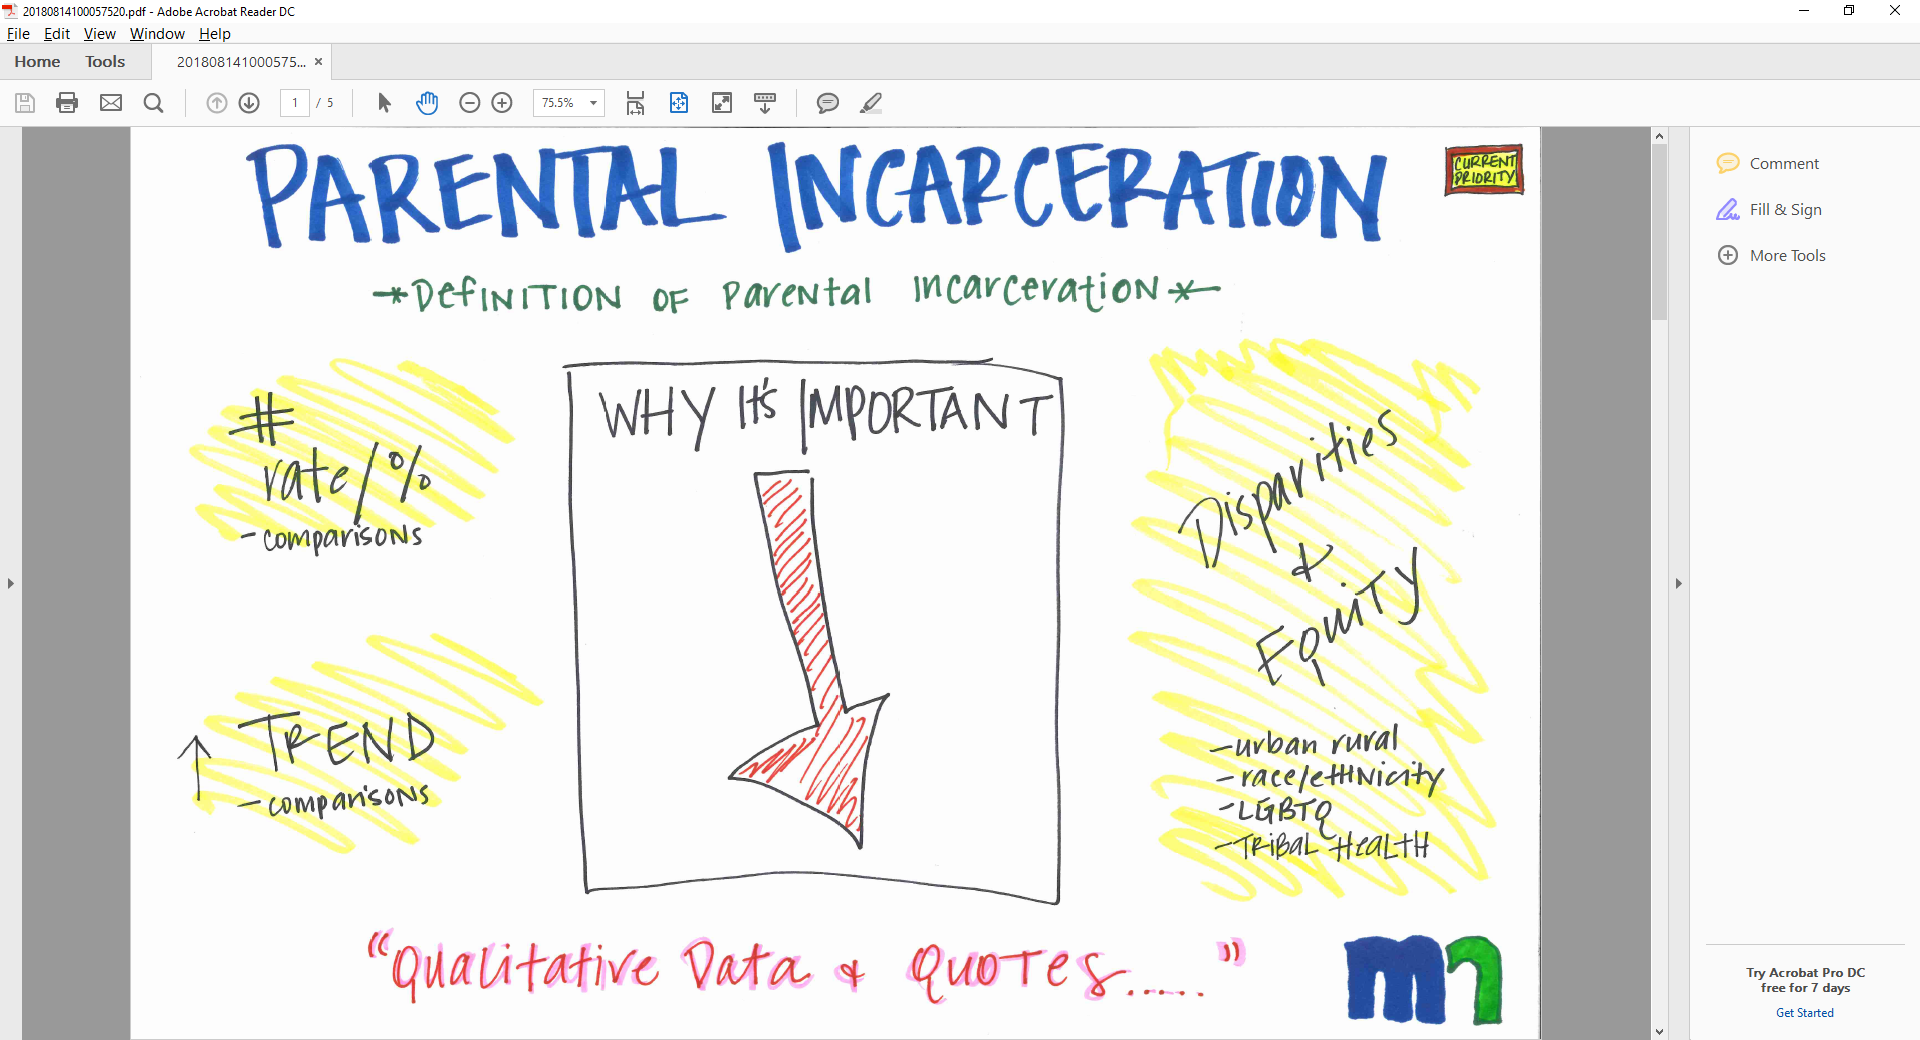 20180814100057520.pdf - Adobe Acrobat Reader DC
File Edit View Window Help
Home Tools 201808141000575... ×
1 / 5 75.5%
PARENTAL INCARCERATION
CURRENT
PRIORITY
Definition of Parental Incarceration
#
rate/%
- comparisons
WHY It's IMPORTANT
Disparities
&
Equity
- urban rural
- race/ethnicity
- LGBTQ
- Tribal Health
↑ TREND
- comparisons
"Qualitative Data & Quotes......"
mn
Comment
Fill & Sign
More Tools
Try Acrobat Pro DC
free for 7 days
Get Started